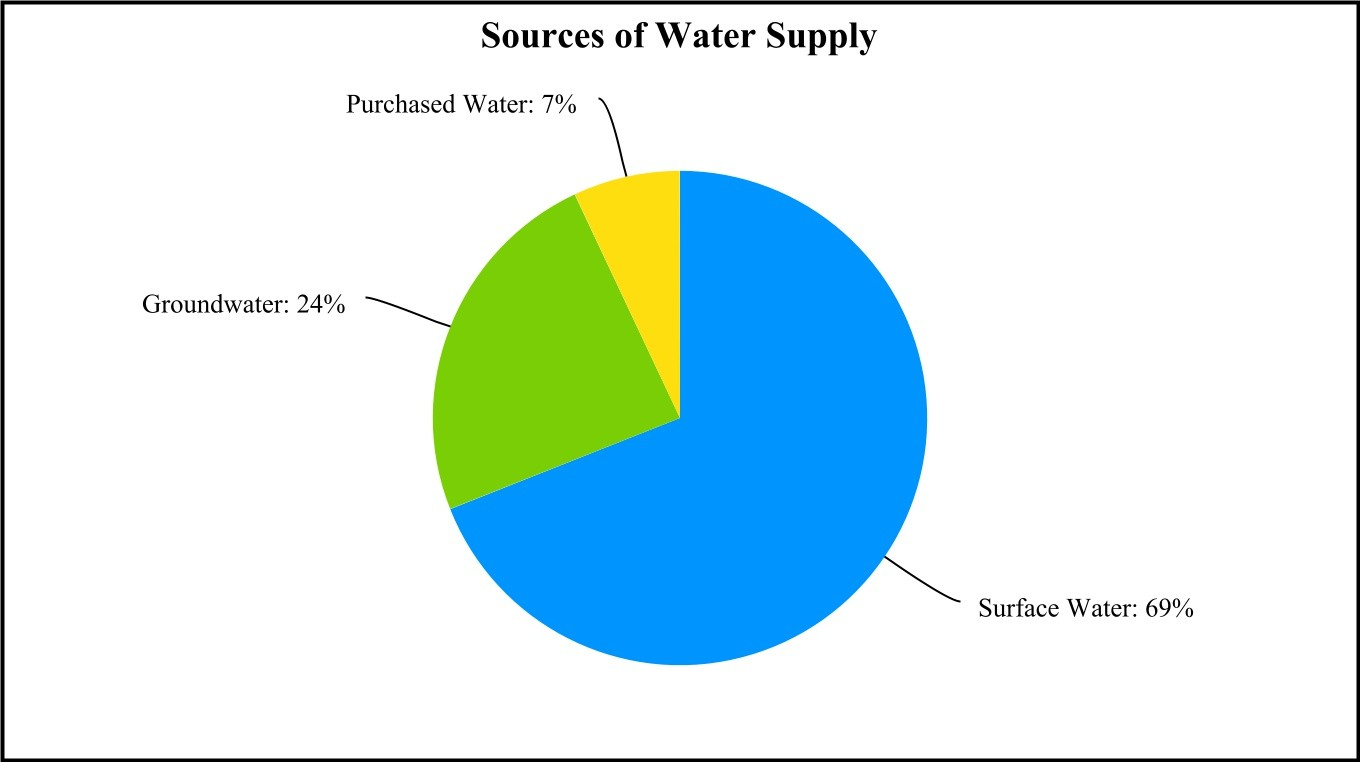 Sources of Water Supply
Purchased Water: 7%
Groundwater: 24%
Surface Water: 69%